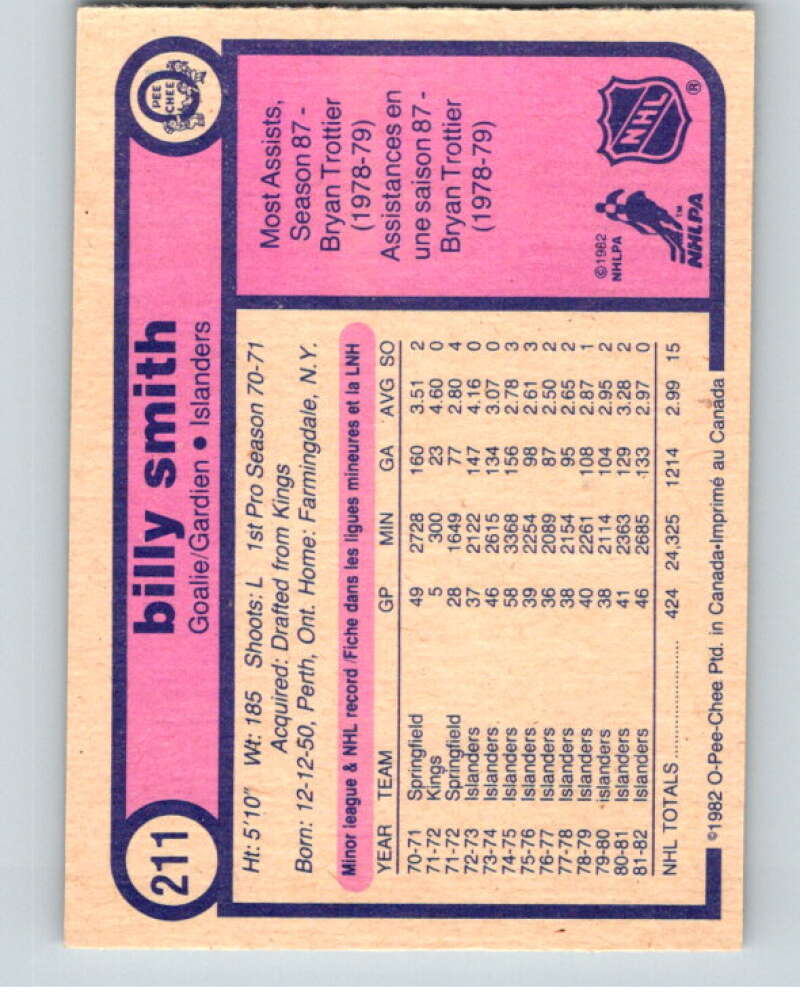 211
billy smith
Goalie/Gardien • Islanders
O
PEE
CHEE
Ht: 5'10" Wt: 185 Shoots: L 1st Pro Season 70-71
Acquired: Drafted from Kings
Born: 12-12-50, Perth, Ont. Home: Farmingdale, N.Y.
Minor league & NHL record/Fiche dans les ligues mineures et la LNH
YEAR TEAM GP MIN GA AVG SO
70-71 Springfield 49 2728 160 3.51 2
71-72 Kings 5 300 23 4.60 0
71-72 Springfield 28 1649 77 2.80 4
72-73 Islanders 37 2122 147 4.16 0
73-74 Islanders 46 2615 134 3.07 0
74-75 Islanders 58 3368 156 2.78 3
75-76 Islanders 39 2254 98 2.61 3
76-77 Islanders 36 2089 87 2.50 2
77-78 Islanders 38 2154 95 2.65 2
78-79 Islanders 40 2261 108 2.87 1
79-80 Islanders 38 2114 104 2.95 2
80-81 Islanders 41 2363 129 3.28 2
81-82 Islanders 46 2685 133 2.97 0
NHL TOTALS .................... 424 24,325 1214 2.99 15
©1982 O-Pee-Chee Ptd. in Canada•Imprimé au Canada
Most Assists,
Season 87 -
Bryan Trottier
(1978-79)
Assistances en
une saison 87 -
Bryan Trottier
(1978-79)
©1982
NHLPA
NHLPA™
NHL®